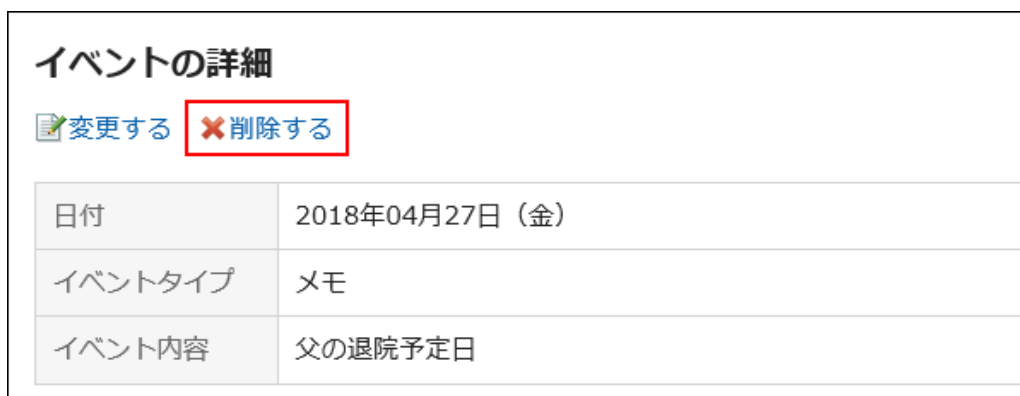 イベントの詳細
変更する 削除する
日付 2018年04月27日（金）
イベントタイプ メモ
イベント内容 父の退院予定日